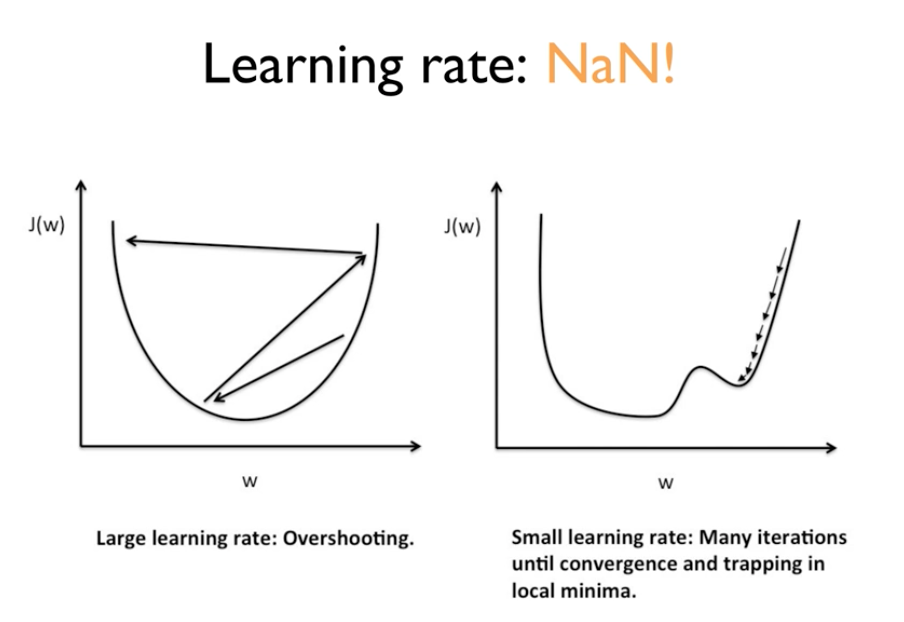 Learning rate: NaN!
J(w)
w
Large learning rate: Overshooting.
J(w)
w
Small learning rate: Many iterations
until convergence and trapping in
local minima.